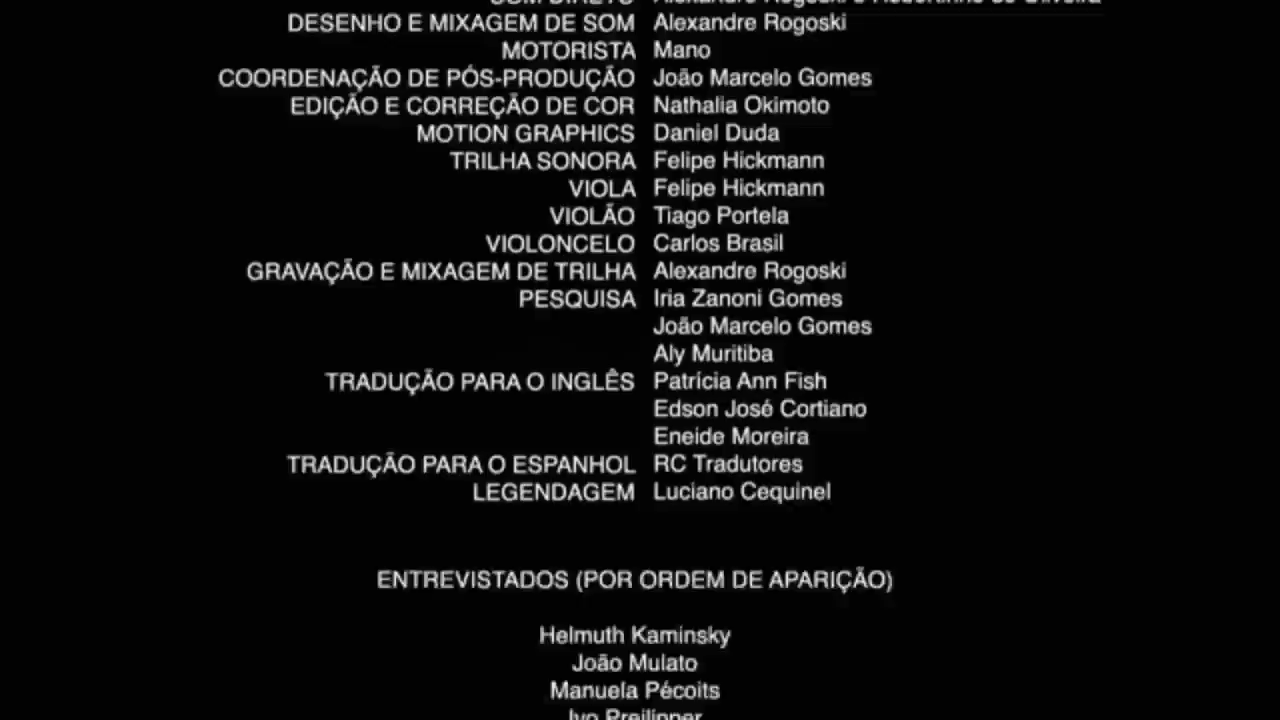 DESENHO E MIXAGEM DE SOM Alexandre Rogoski
MOTORISTA Mano
COORDENAÇÃO DE PÓS-PRODUÇÃO João Marcelo Gomes
EDIÇÃO E CORREÇÃO DE COR Nathalia Okimoto
MOTION GRAPHICS Daniel Duda
TRILHA SONORA Felipe Hickmann
VIOLA Felipe Hickmann
VIOLÃO Tiago Portela
VIOLONCELO Carlos Brasil
GRAVAÇÃO E MIXAGEM DE TRILHA Alexandre Rogoski
PESQUISA Iria Zanoni Gomes
João Marcelo Gomes
Aly Muritiba
TRADUÇÃO PARA O INGLÊS Patrícia Ann Fish
Edson José Cortiano
Eneide Moreira
TRADUÇÃO PARA O ESPANHOL RC Tradutores
LEGENDAGEM Luciano Cequinel
ENTREVISTADOS (POR ORDEM DE APARIÇÃO)
Helmuth Kaminsky
João Mulato
Manuela Pécoits
Ivo